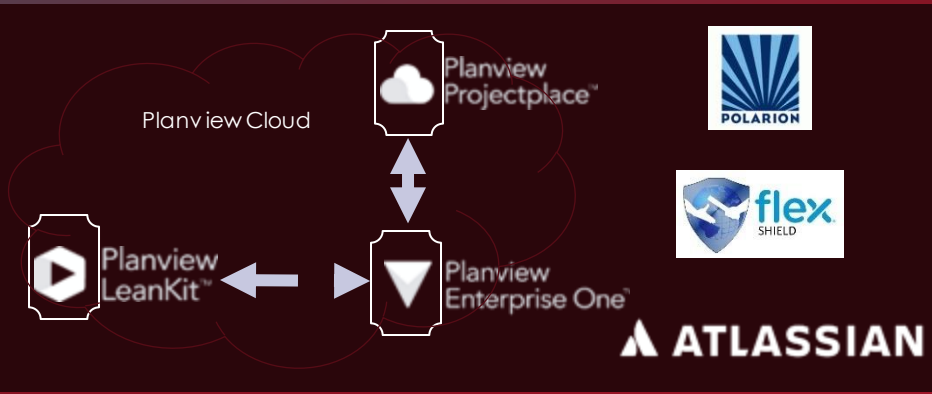 Planview Cloud
Planview
Projectplace™
Planview
LeanKit™
Planview
Enterprise One™
POLARION
flex
SHIELD
ATLASSIAN